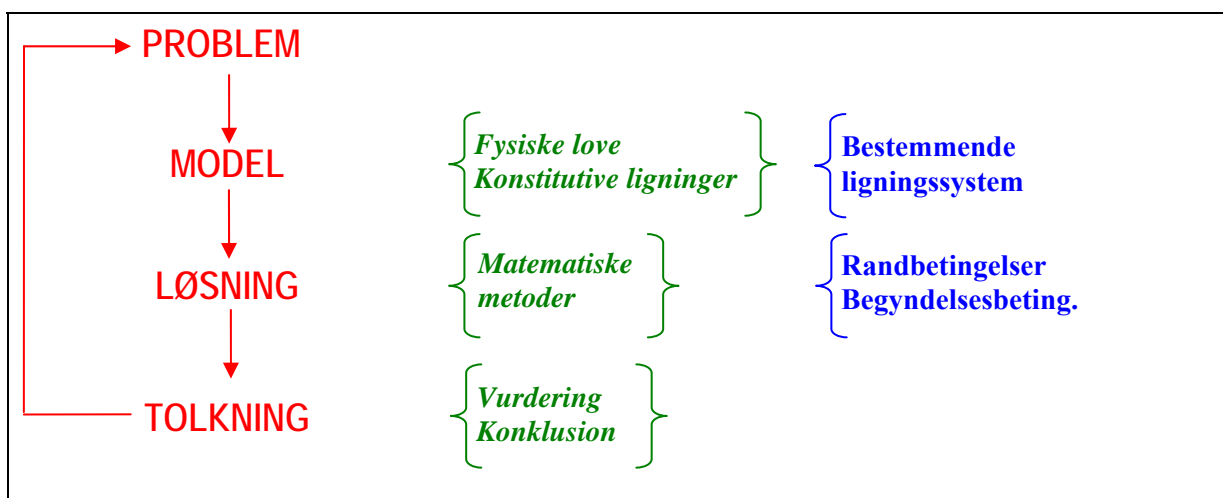 PROBLEM
MODEL
Fysiske love
Konstitutive ligninger
Bestemmende
ligningssystem
LØSNING
Matematiske
metoder
Randbetingelser
Begyndelsesbeting.
TOLKNING
Vurdering
Konklusion